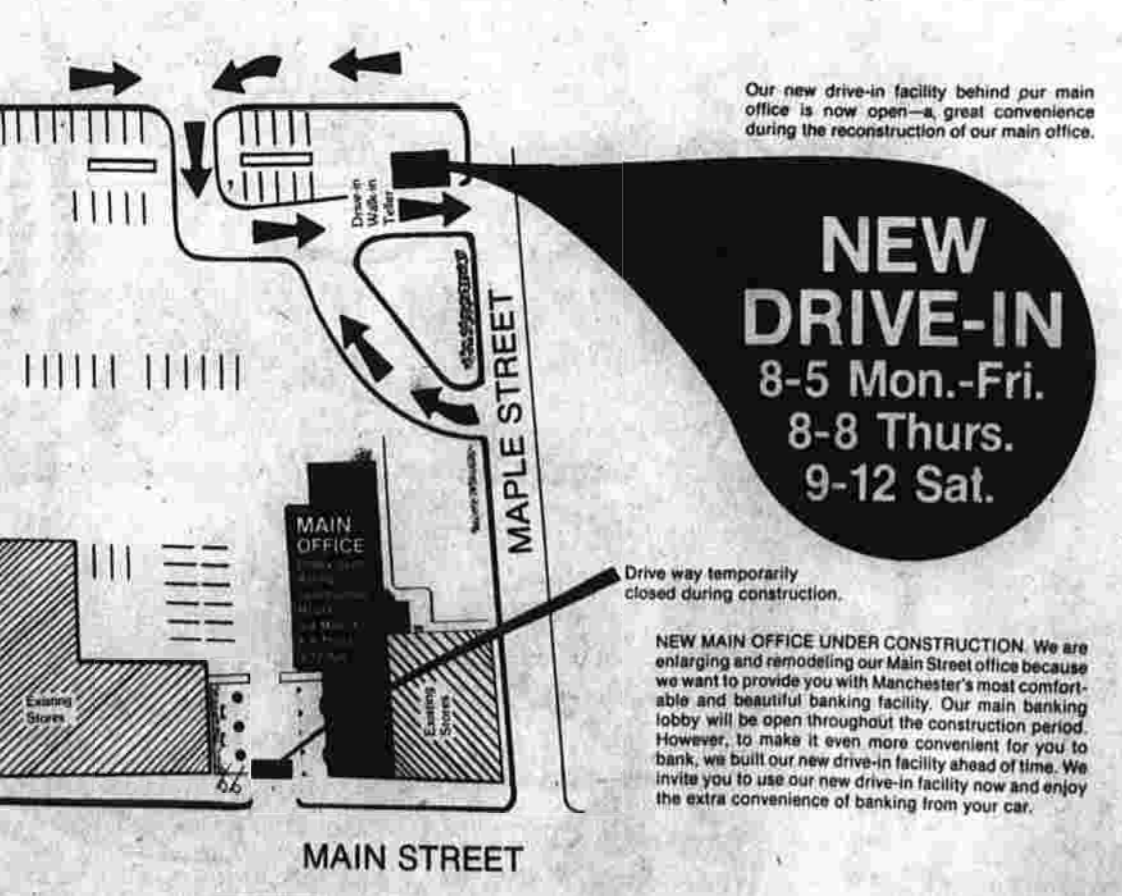 Our new drive-in facility behind our main
office is now open—a great convenience
during the reconstruction of our main office.
NEW
DRIVE-IN
8-5 Mon.-Fri.
8-8 Thurs.
9-12 Sat.
Drive-in
Walk-in
Teller
MAPLE STREET
MAIN
OFFICE
Drive way temporarily
closed during construction.
NEW MAIN OFFICE UNDER CONSTRUCTION. We are
enlarging and remodeling our Main Street office because
we want to provide you with Manchester's most comfort-
able and beautiful banking facility. Our main banking
lobby will be open throughout the construction period.
However, to make it even more convenient for you to
bank, we built our new drive-in facility ahead of time. We
invite you to use our new drive-in facility now and enjoy
the extra convenience of banking from your car.
Existing
Stores
Existing
Stores
MAIN STREET